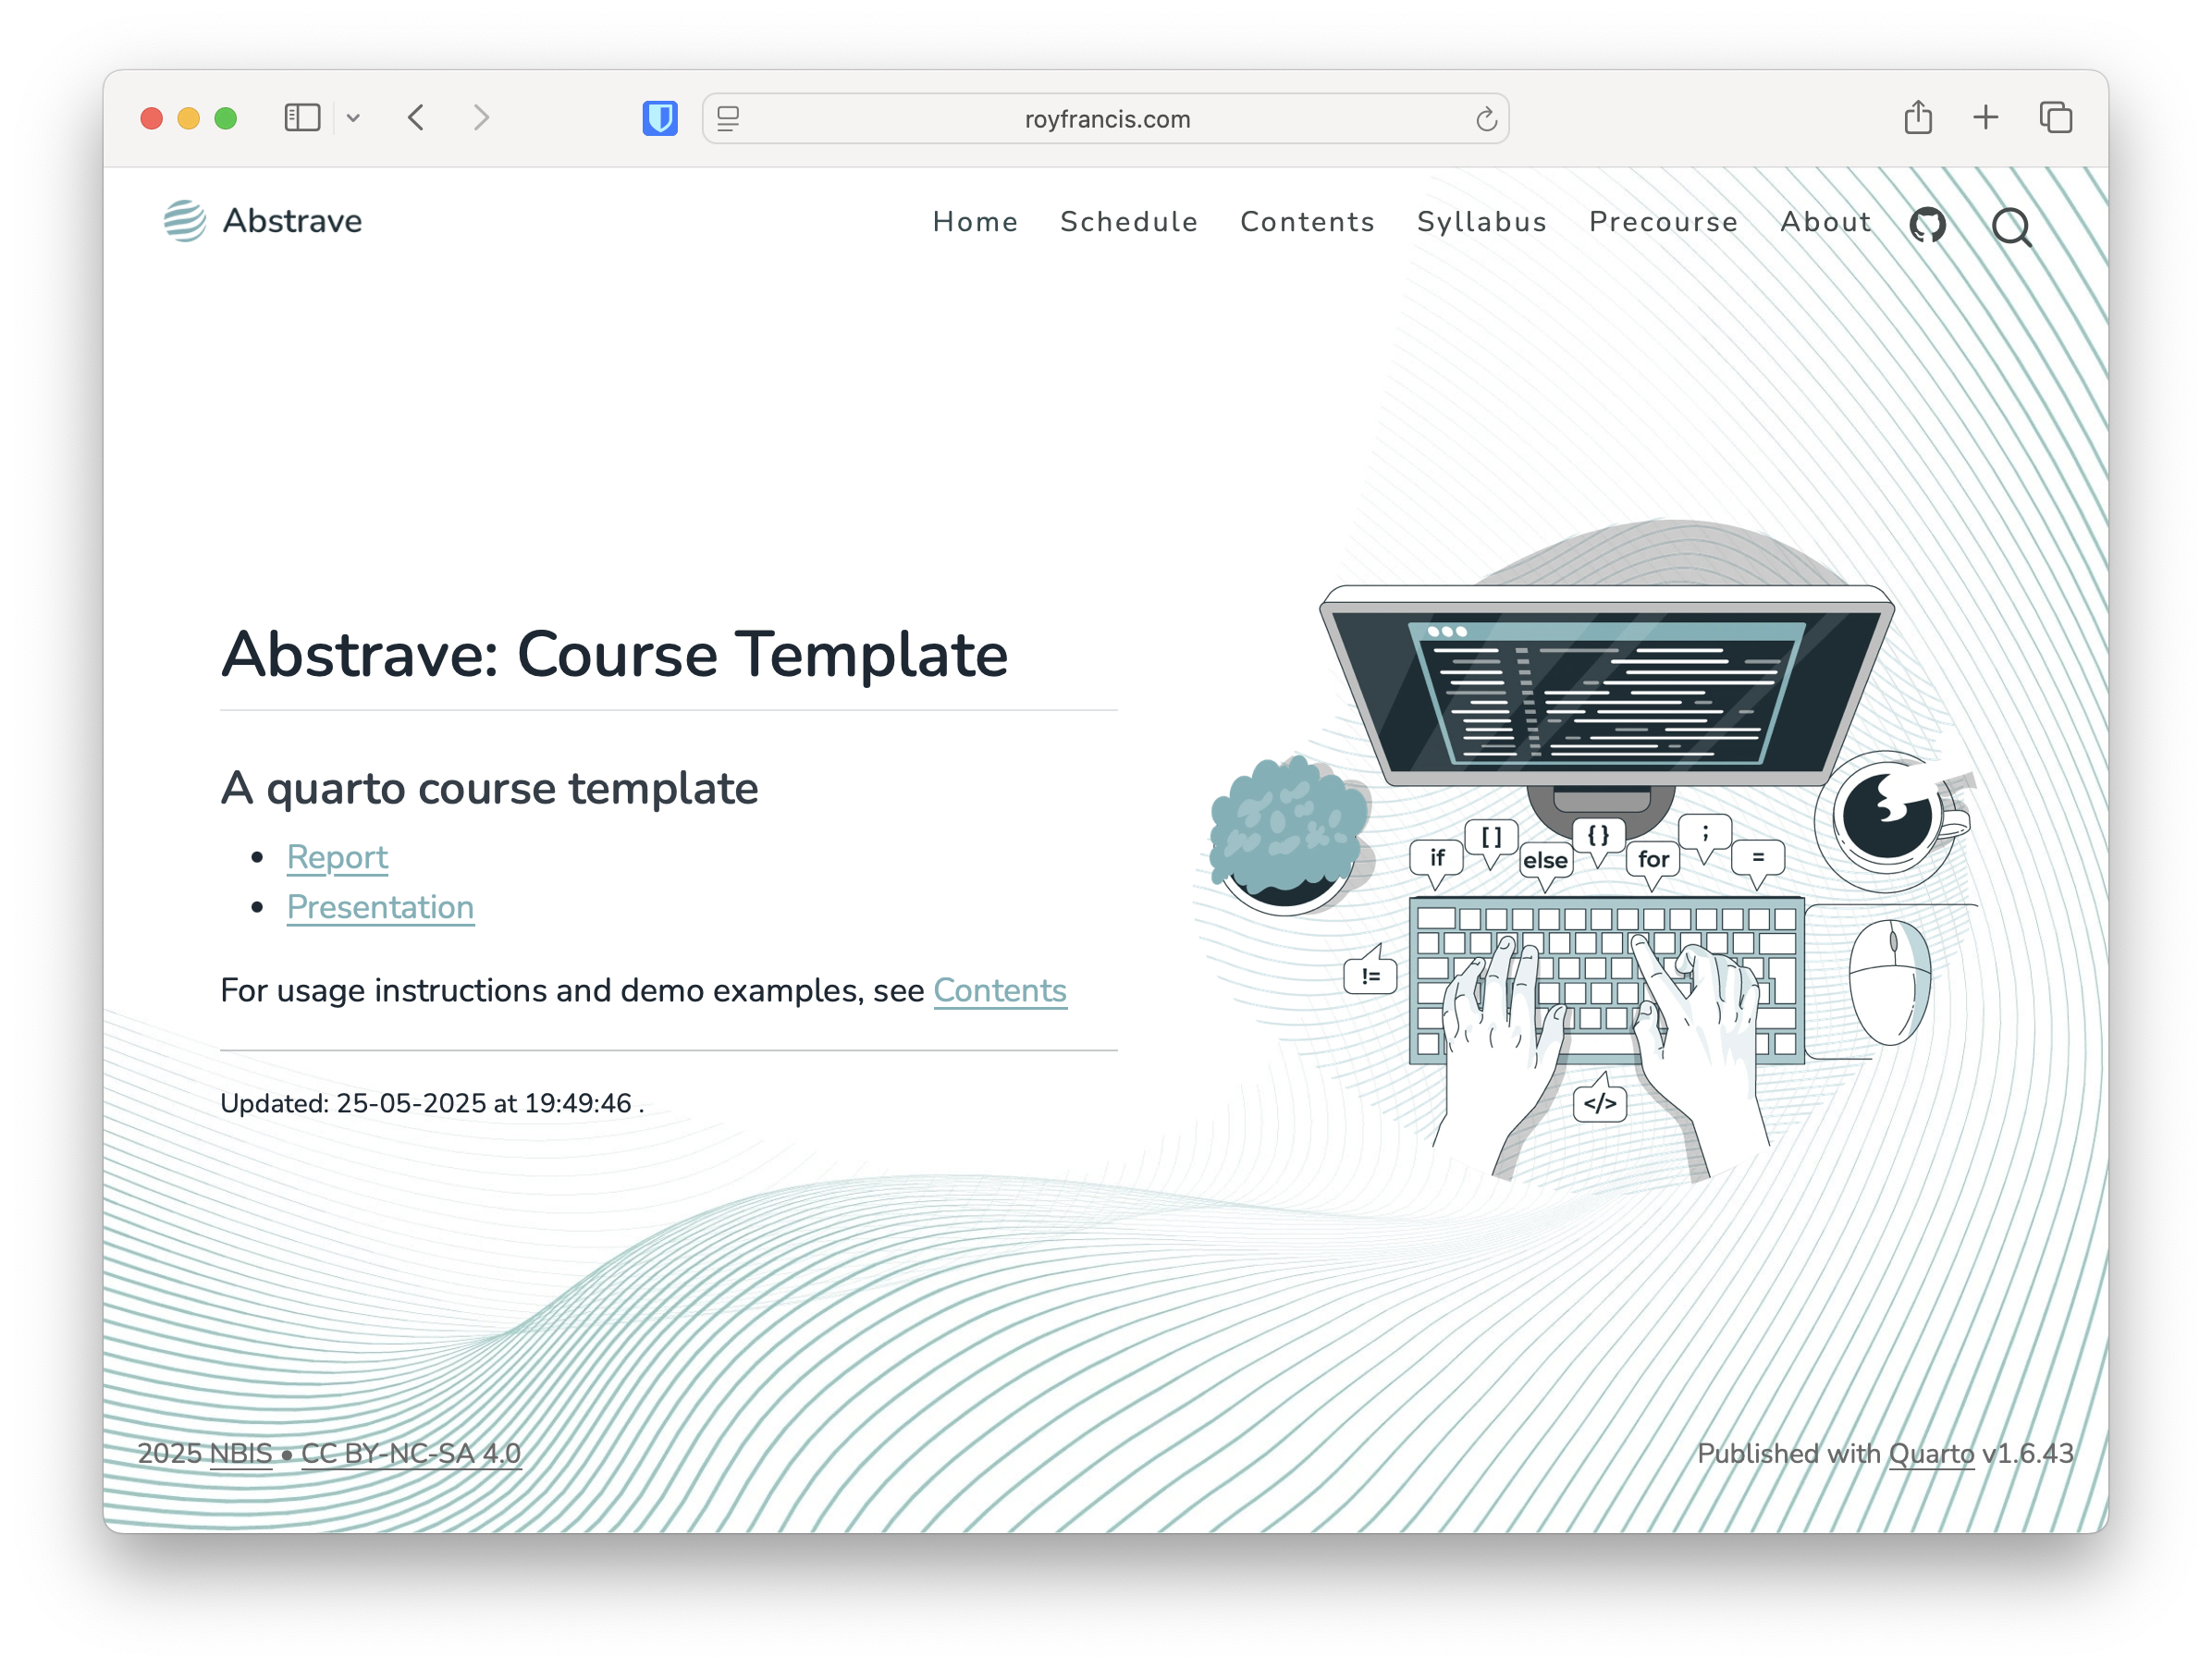 royfrancis.com
Abstrave
Home Schedule Contents Syllabus Precourse About
Abstrave: Course Template
A quarto course template
• Report
• Presentation
For usage instructions and demo examples, see Contents
Updated: 25-05-2025 at 19:49:46 .
if [ ] else { } for ; =
!=
</>
2025 NBIS • CC BY-NC-SA 4.0
Published with Quarto v1.6.43